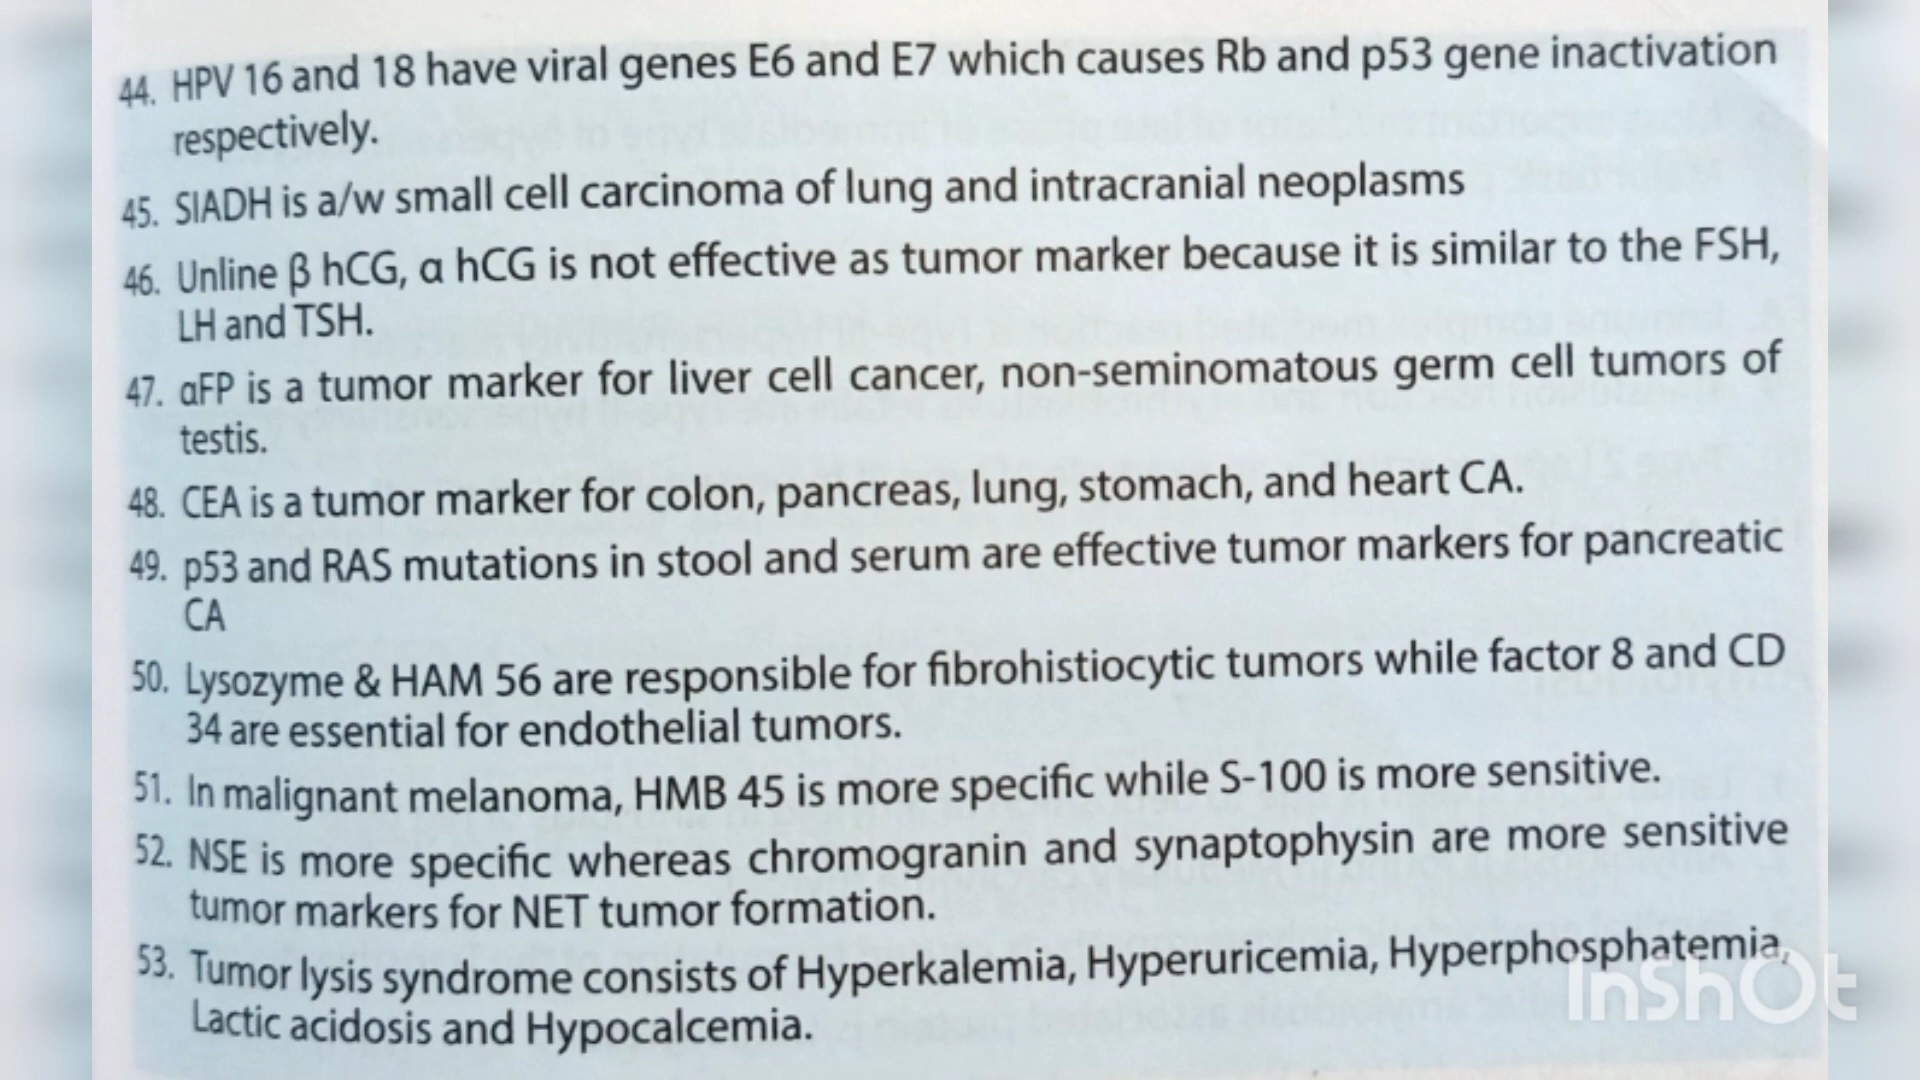 44. HPV 16 and 18 have viral genes E6 and E7 which causes Rb and p53 gene inactivation
respectively.
45. SIADH is a/w small cell carcinoma of lung and intracranial neoplasms
46. Unline β hCG, α hCG is not effective as tumor marker because it is similar to the FSH,
LH and TSH.
47. αFP is a tumor marker for liver cell cancer, non-seminomatous germ cell tumors of
testis.
48. CEA is a tumor marker for colon, pancreas, lung, stomach, and heart CA.
49. p53 and RAS mutations in stool and serum are effective tumor markers for pancreatic
CA
50. Lysozyme & HAM 56 are responsible for fibrohistiocytic tumors while factor 8 and CD
34 are essential for endothelial tumors.
51. In malignant melanoma, HMB 45 is more specific while S-100 is more sensitive.
52. NSE is more specific whereas chromogranin and synaptophysin are more sensitive
tumor markers for NET tumor formation.
53. Tumor lysis syndrome consists of Hyperkalemia, Hyperuricemia, Hyperphosphatemia,
Lactic acidosis and Hypocalcemia.
InShOt